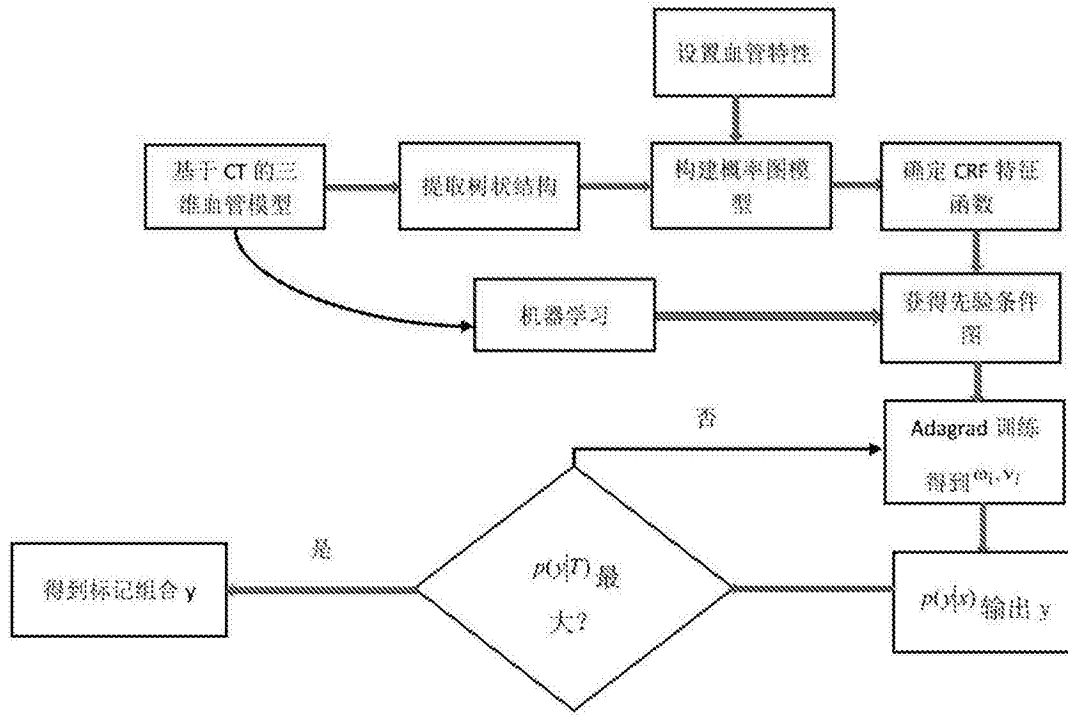 设置血管特性
基于 CT 的三
维血管模型
提取树状结构
构建概率图模
型
确定 CRF 特征
函数
机器学习
获得先验条件
图
否
Adagrad 训练
得到
是
得到标记组合 y
p(y|T) 最
大?
p(y|x) 输出 y